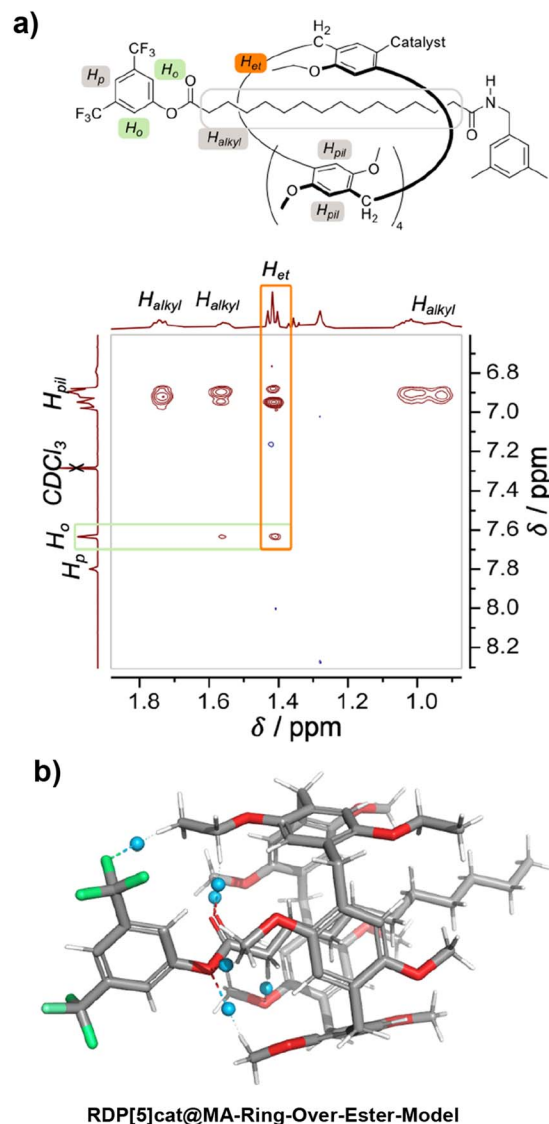 a)
CH2
Catalyst
CF3
Het
O
Hp
Ho
O
H
N
F3C
O
Ho
Halkyl
Hpil
O
O
O
Hpil
CH2
4
Het
Halkyl
Halkyl
Halkyl
Hpil
CDCl3
Ho
Hp
6.8
7.0
7.2
7.4
7.6
7.8
8.0
8.2
δ / ppm
1.8
1.6
1.4
1.2
1.0
δ / ppm
b)
RDP[5]cat@MA-Ring-Over-Ester-Model